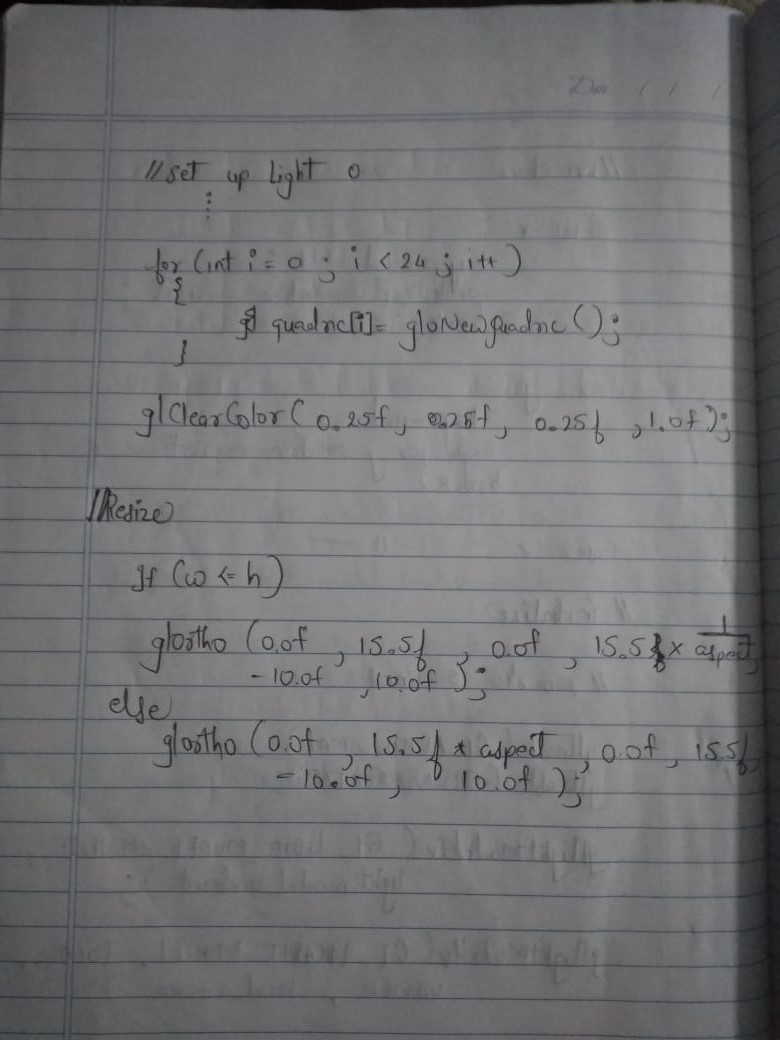 // set up Light 0
:
for (int i = 0 ; i < 24 ; i++)
{
quadric[i] = gluNewQuadric();
}
glClearColor( 0.25f, 0.25f, 0.25f , 1.0f);
//Resize
If (w <= h)
glOrtho (0.0f , 15.5f , 0.0f , 15.5f × 1/aspect,
-10.0f , 10.0f );
else
glOrtho (0.0f , 15.5f * aspect , 0.0f , 15.5f,
-10.0f, 10.0f );